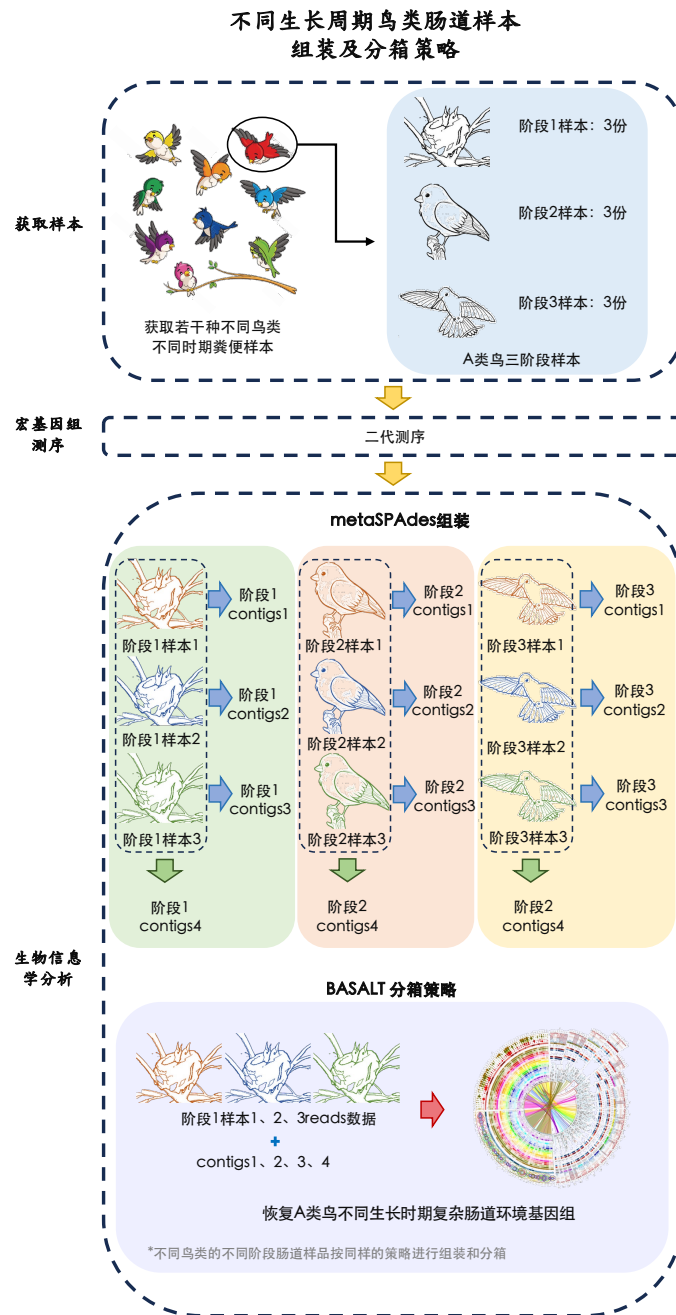 不同生长周期鸟类肠道样本
组装及分箱策略
获取样本
获取若干种不同鸟类
不同时期粪便样本
阶段1样本：3份
阶段2样本：3份
阶段3样本：3份
A类鸟三阶段样本
宏基因组
测序
二代测序
生物信息
学分析
metaSPAdes组装
阶段1样本1
阶段1
contigs1
阶段1样本2
阶段1
contigs2
阶段1样本3
阶段1
contigs3
阶段1
contigs4
阶段2样本1
阶段2
contigs1
阶段2样本2
阶段2
contigs2
阶段2样本3
阶段2
contigs3
阶段2
contigs4
阶段3样本1
阶段3
contigs1
阶段3样本2
阶段3
contigs2
阶段3样本3
阶段3
contigs3
阶段2
contigs4
BASALT 分箱策略
阶段1样本1、2、3reads数据
+
contigs1、2、3、4
恢复A类鸟不同生长时期复杂肠道环境基因组
*不同鸟类的不同阶段肠道样品按同样的策略进行组装和分箱